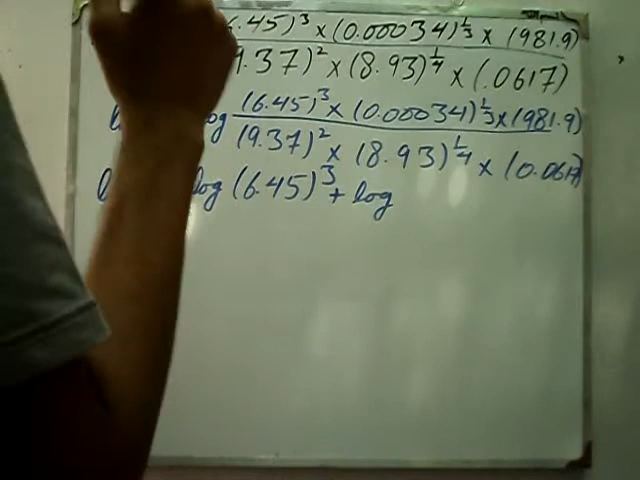 6.45)³ × (0.00034)^⅓ × (981.9)
9.37)² × (8.93)^¼ × (.0617)
(6.45)³ × (0.00034)^⅓ × (981.9)
(9.37)² × (8.93)^¼ × (0.0617)
log (6.45)³ + log